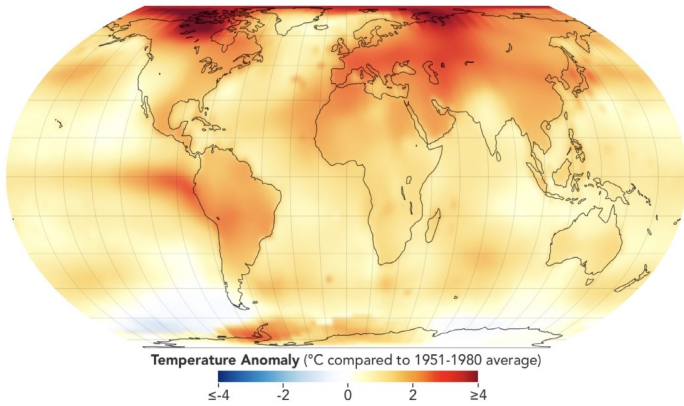 Temperature Anomaly (°C compared to 1951-1980 average)
≤-4 -2 0 2 ≥4